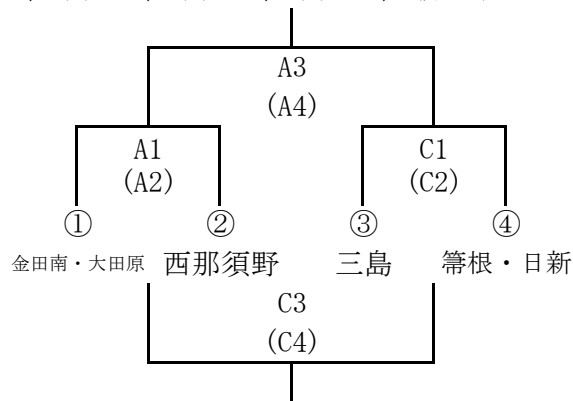 A3
(A4)
A1
(A2)
C1
(C2)
①
②
③
④
金田南・大田原
西那須野
三島
箒根・日新
C3
(C4)